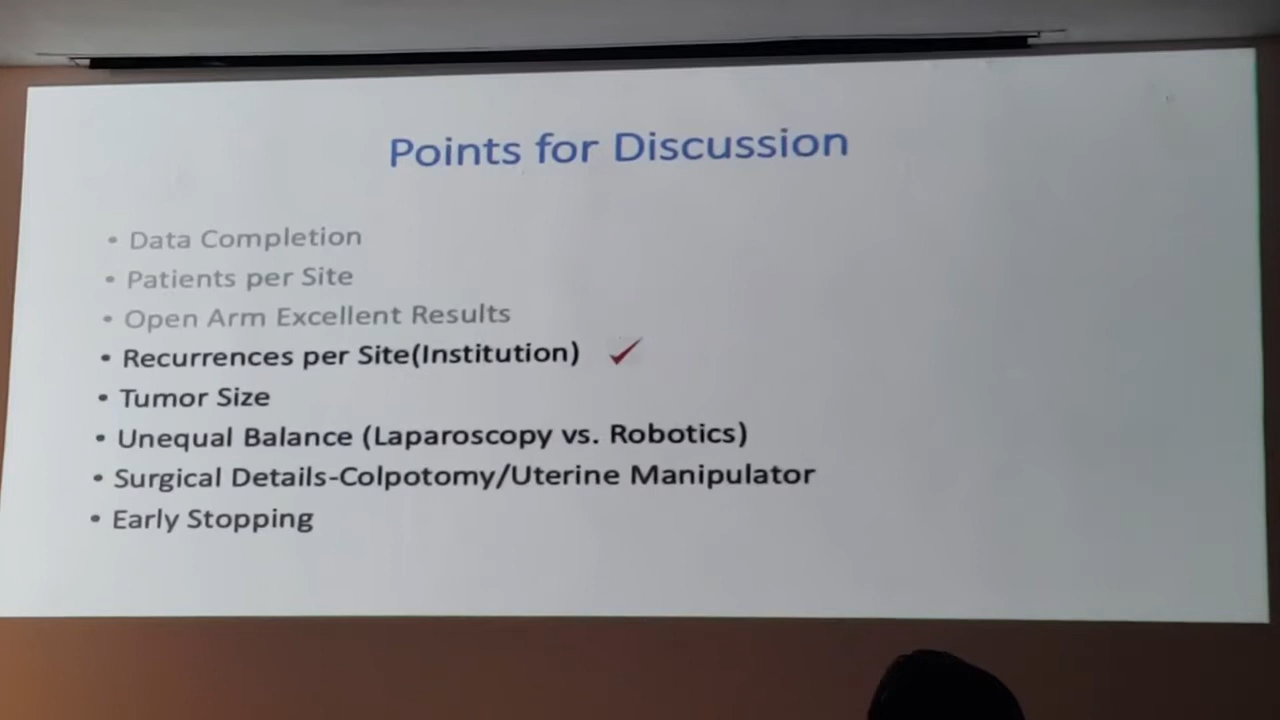 Points for Discussion
• Data Completion
• Patients per Site
• Open Arm Excellent Results
• Recurrences per Site(Institution) ✓
• Tumor Size
• Unequal Balance (Laparoscopy vs. Robotics)
• Surgical Details-Colpotomy/Uterine Manipulator
• Early Stopping